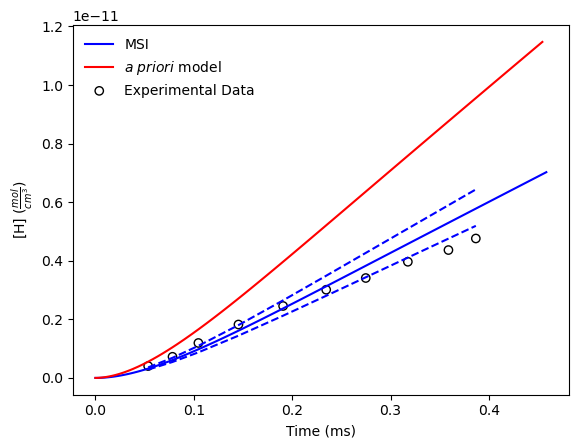 1e−11
1.2
1.0
0.8
0.6
0.4
0.2
0.0
[H] (mol/cm³)
MSI
a priori model
Experimental Data
0.0 0.1 0.2 0.3 0.4
Time (ms)